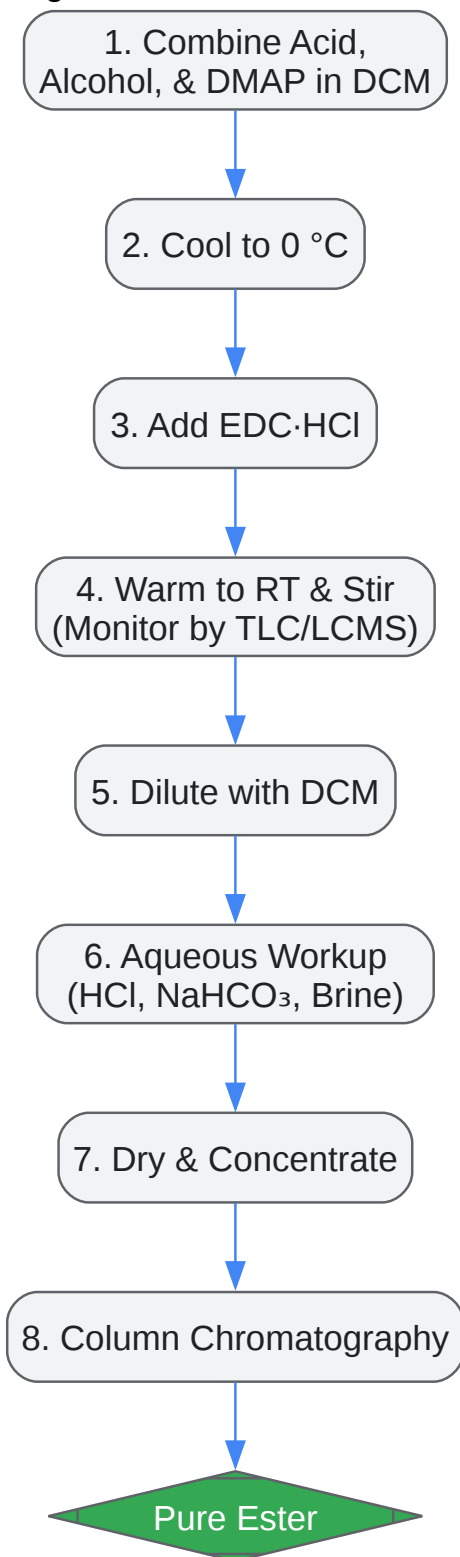 1. Combine Acid,
Alcohol, & DMAP in DCM
2. Cool to 0 °C
3. Add EDC·HCl
4. Warm to RT & Stir
(Monitor by TLC/LCMS)
5. Dilute with DCM
6. Aqueous Workup
(HCl, NaHCO₃, Brine)
7. Dry & Concentrate
8. Column Chromatography
Pure Ester